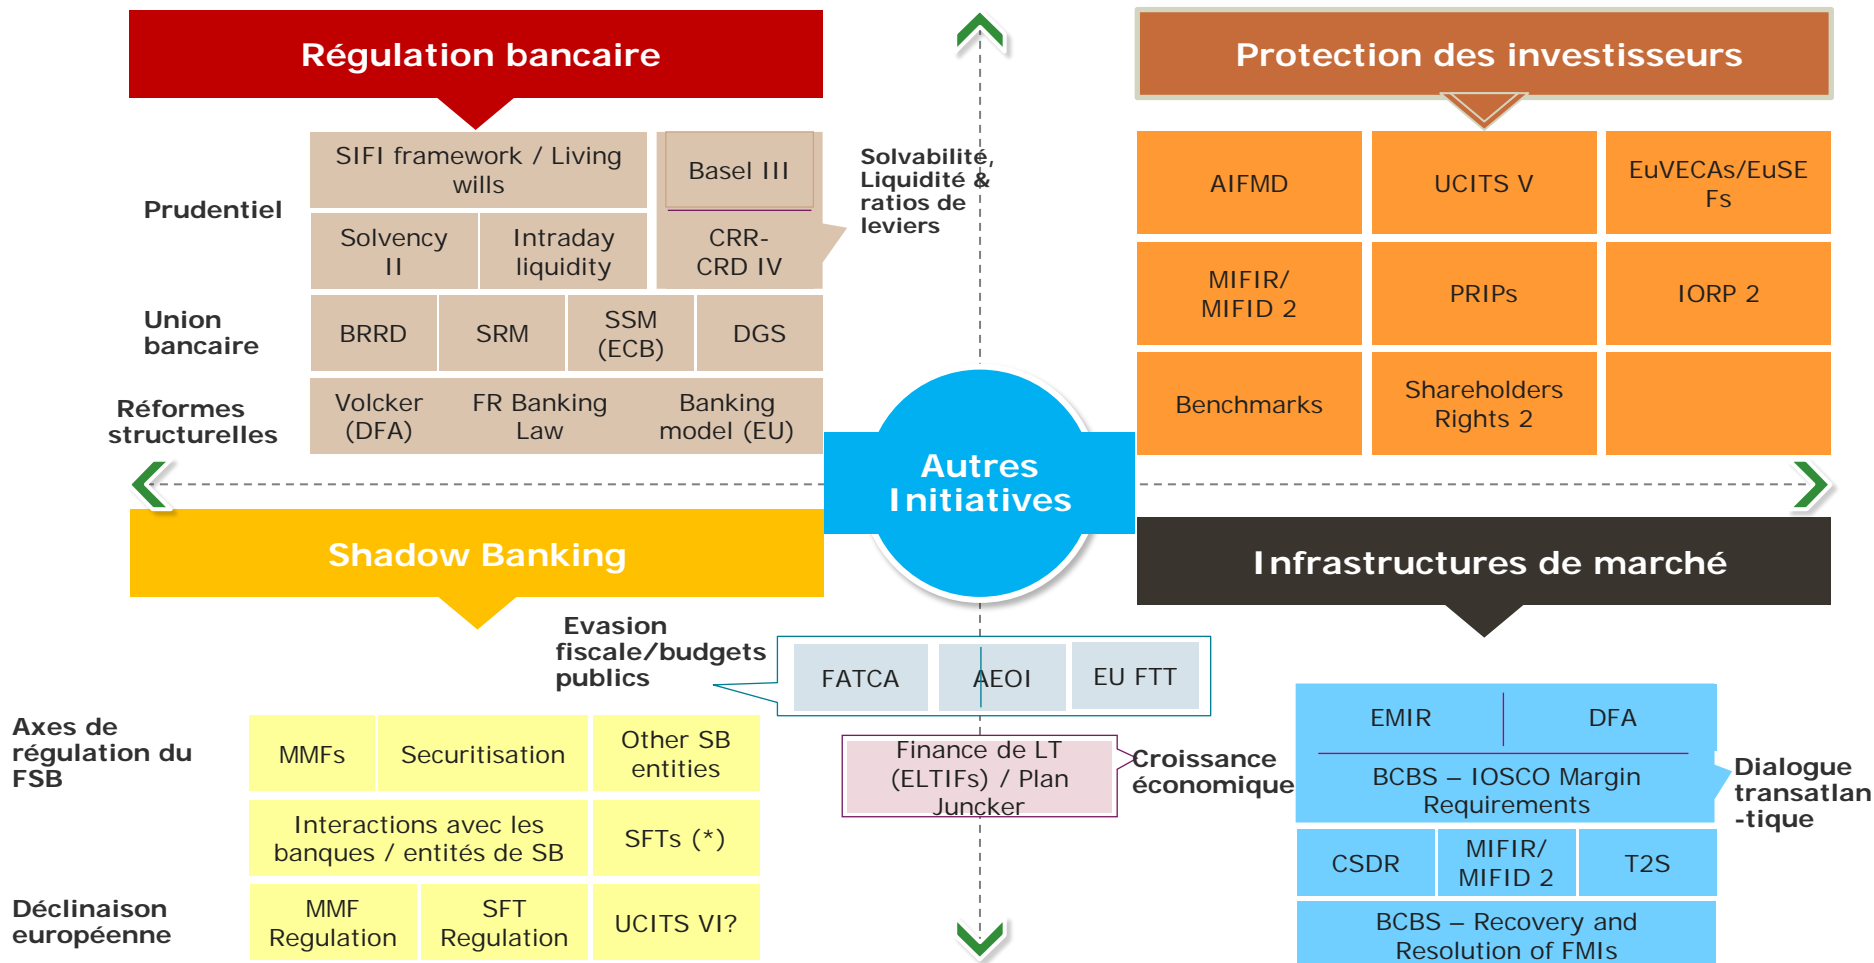 Régulation bancaire
Protection des investisseurs
Prudentiel
SIFI framework / Living
wills
Basel III
Solvency
II
Intraday
liquidity
CRR-
CRD IV
Solvabilité,
Liquidité &
ratios de
leviers
Union
bancaire
BRRD
SRM
SSM
(ECB)
DGS
Réformes
structurelles
Volcker
(DFA)
FR Banking
Law
Banking
model (EU)
AIFMD
UCITS V
EuVECAs/EuSE
Fs
MIFIR/
MIFID 2
PRIPs
IORP 2
Benchmarks
Shareholders
Rights 2
Autres
Initiatives
Shadow Banking
Infrastructures de marché
Evasion
fiscale/budgets
publics
FATCA
AEOI
EU FTT
Finance de LT
(ELTIFs) / Plan
Juncker
Croissance
économique
Axes de
régulation du
FSB
MMFs
Securitisation
Other SB
entities
Interactions avec les
banques / entités de SB
SFTs (*)
Déclinaison
européenne
MMF
Regulation
SFT
Regulation
UCITS VI?
EMIR
DFA
BCBS – IOSCO Margin
Requirements
Dialogue
transatlan
-tique
CSDR
MIFIR/
MIFID 2
T2S
BCBS – Recovery and
Resolution of FMIs